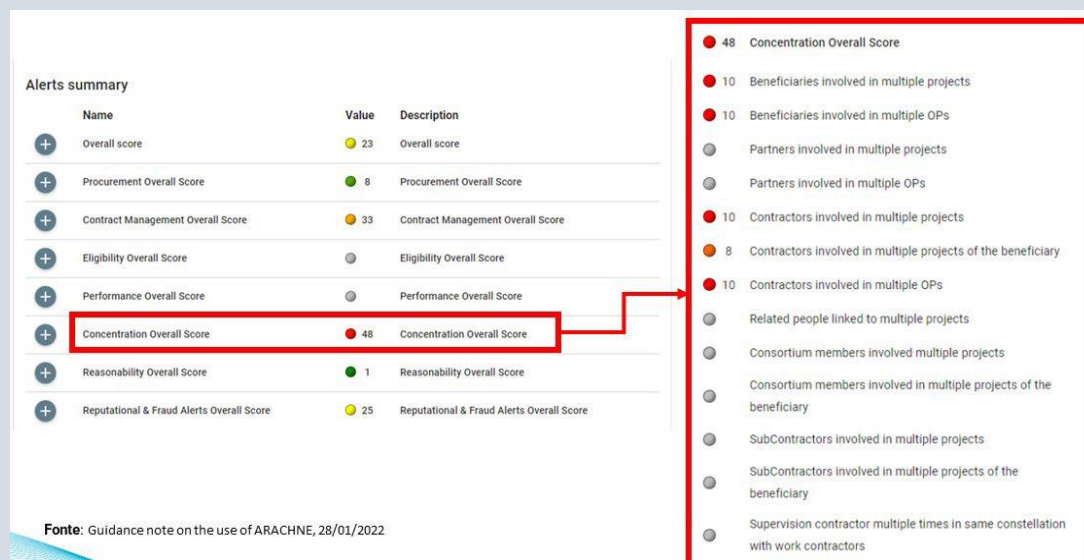 Alerts summary
Name Value Description
Overall score 23 Overall score
Procurement Overall Score 8 Procurement Overall Score
Contract Management Overall Score 33 Contract Management Overall Score
Eligibility Overall Score Eligibility Overall Score
Performance Overall Score Performance Overall Score
Concentration Overall Score 48 Concentration Overall Score
Reasonability Overall Score 1 Reasonability Overall Score
Reputational & Fraud Alerts Overall Score 25 Reputational & Fraud Alerts Overall Score
Fonte: Guidance note on the use of ARACHNE, 28/01/2022
48 Concentration Overall Score
10 Beneficiaries involved in multiple projects
10 Beneficiaries involved in multiple OPs
Partners involved in multiple projects
Partners involved in multiple OPs
10 Contractors involved in multiple projects
8 Contractors involved in multiple projects of the beneficiary
10 Contractors involved in multiple OPs
Related people linked to multiple projects
Consortium members involved multiple projects
Consortium members involved in multiple projects of the
beneficiary
SubContractors involved in multiple projects
SubContractors involved in multiple projects of the
beneficiary
Supervision contractor multiple times in same constellation
with work contractors